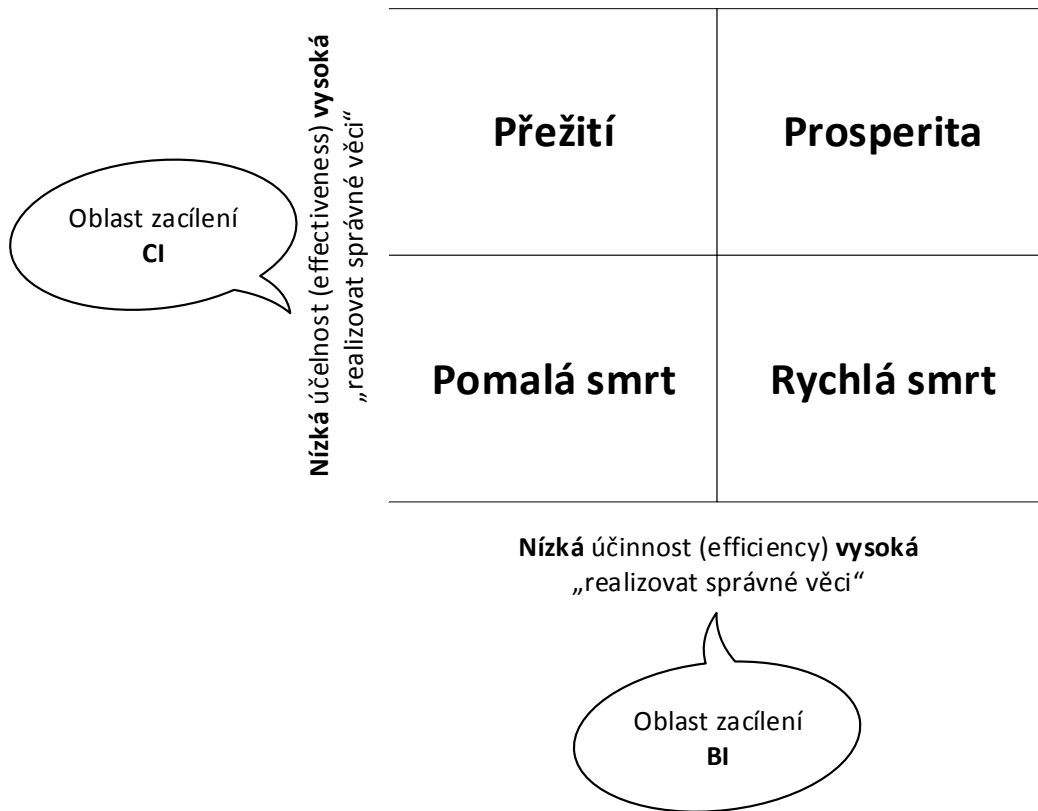 Přežití
Prosperita
Nízká účelnost (effectiveness) vysoká
„realizovat správné věci“
Oblast zacílení
CI
Pomalá smrt
Rychlá smrt
Nízká účinnost (efficiency) vysoká
„realizovat správné věci“
Oblast zacílení
BI